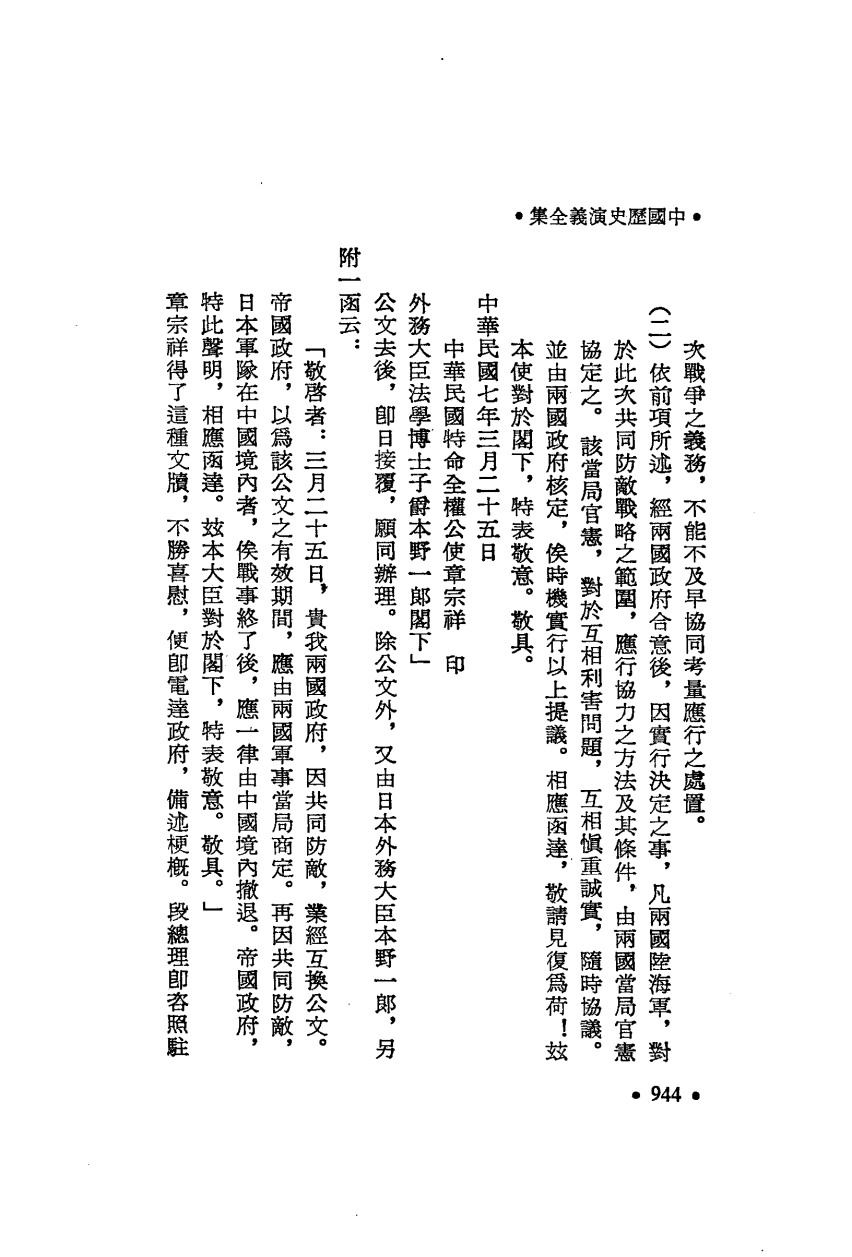 •中國歷史演義全集•
次戰爭之義務，不能不及早協同考量應行之處置。
（二）依前項所述，經兩國政府合意後，因實行決定之事，凡兩國陸海軍，對
於此次共同防敵戰略之範圍，應行協力之方法及其條件，由兩國當局官憲
協定之。該當局官憲，對於互相利害問題，互相愼重誠實，隨時協議。
並由兩國政府核定，俟時機實行以上提議。相應函達，敬請見復爲荷！玆
本使對於閣下，特表敬意。敬具。
中華民國七年三月二十五日
中華民國特命全權公使章宗祥　印
外務大臣法學博士子爵本野一郎閣下」
公文去後，卽日接覆，願同辦理。除公文外，又由日本外務大臣本野一郎，另
附一函云：
「敬啓者：三月二十五日，貴我兩國政府，因共同防敵，業經互換公文。
帝國政府，以爲該公文之有效期間，應由兩國軍事當局商定。再因共同防敵，
日本軍隊在中國境內者，俟戰事終了後，應一律由中國境內撤退。帝國政府，
特此聲明，相應函達。玆本大臣對於閣下，特表敬意。敬具。」
章宗祥得了這種文牘，不勝喜慰，便卽電達政府，備述梗概。段總理卽咨照駐
•944•